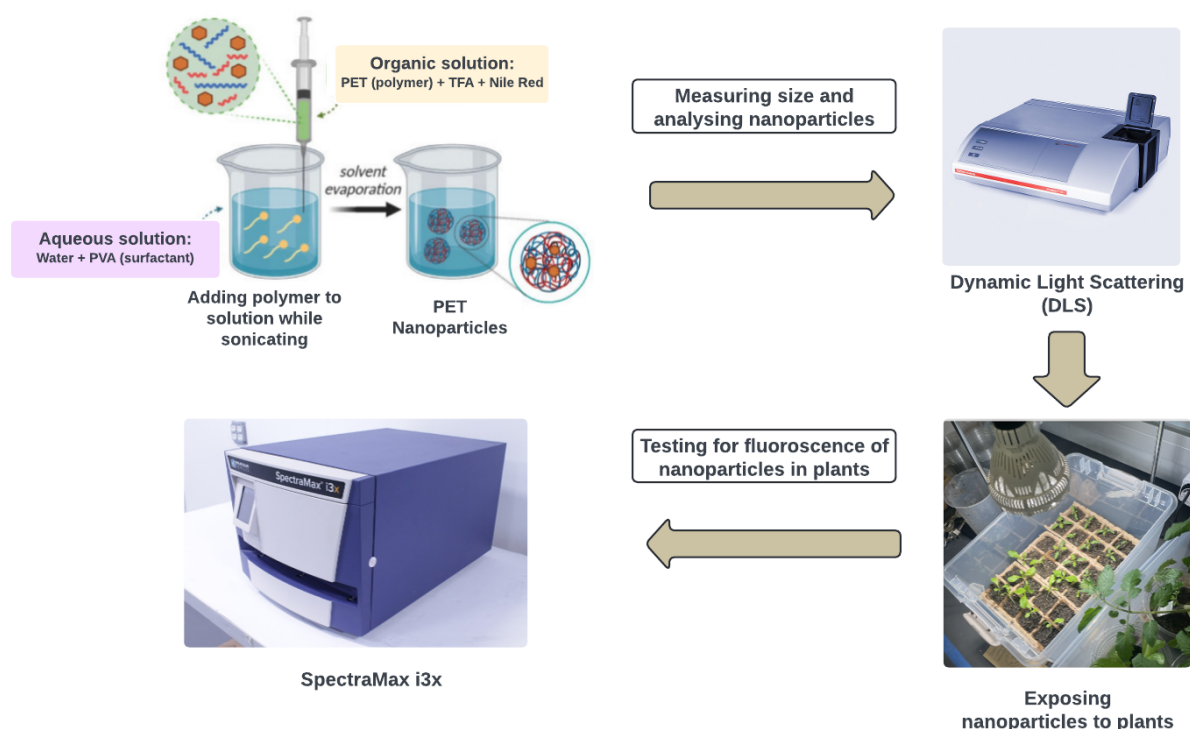 Organic solution:
PET (polymer) + TFA + Nile Red
solvent
evaporation
Aqueous solution:
Water + PVA (surfactant)
Adding polymer to
solution while
sonicating
PET
Nanoparticles
Measuring size and
analysing nanoparticles
Dynamic Light Scattering
(DLS)
Testing for fluoroscence of
nanoparticles in plants
SpectraMax i3x
SpectraMax i3x
Exposing
nanoparticles to plants